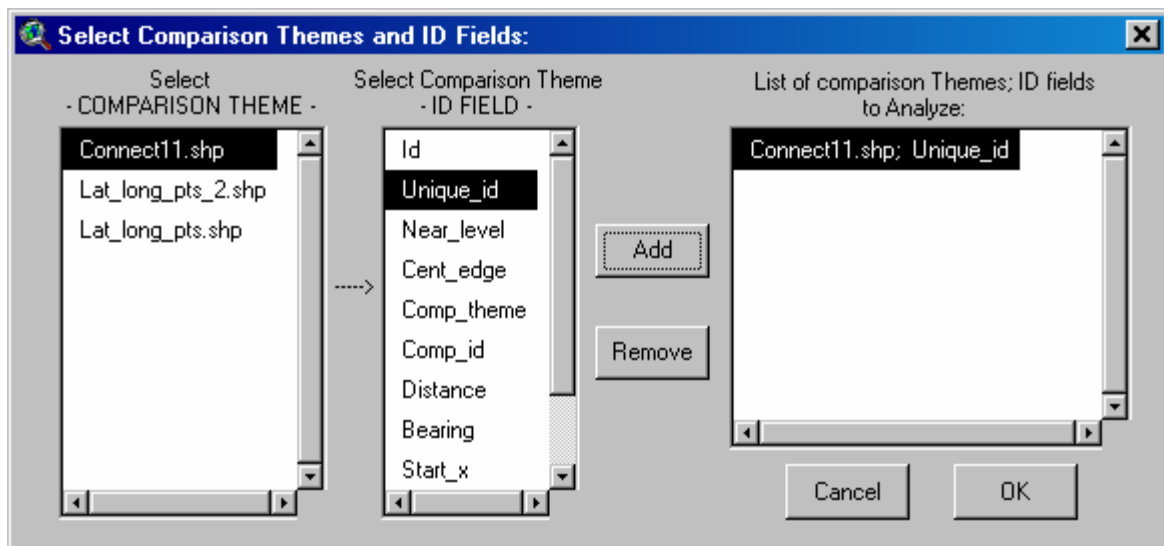 Select Comparison Themes and ID Fields:
Select
- COMPARISON THEME -
Connect11.shp
Lat_long_pts_2.shp
Lat_long_pts.shp
----->
Select Comparison Theme
- ID FIELD -
Id
Unique_id
Near_level
Cent_edge
Comp_theme
Comp_id
Distance
Bearing
Start_x
Add
Remove
List of comparison Themes; ID fields
to Analyze:
Connect11.shp; Unique_id
Cancel
OK